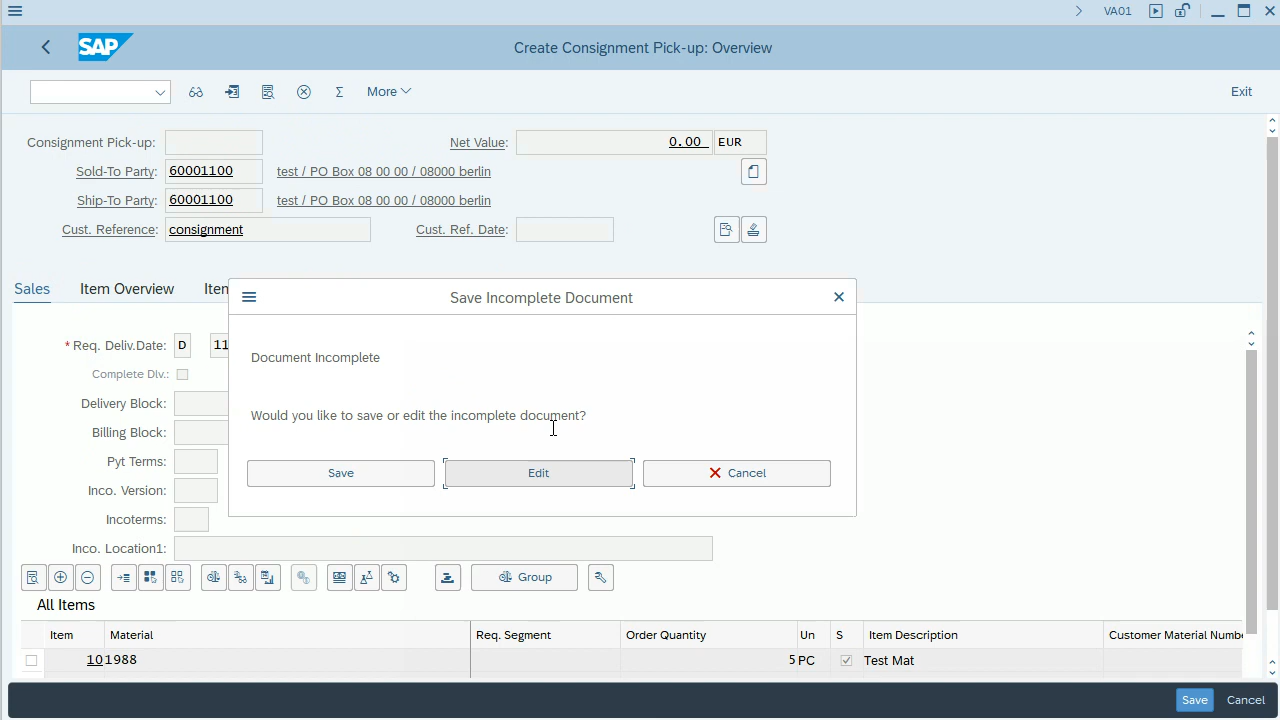 VA01
SAP
Create Consignment Pick-up: Overview
More
Exit
Consignment Pick-up:
Net Value: 0.00 EUR
Sold-To Party: 60001100 test / PO Box 08 00 00 / 08000 berlin
Ship-To Party: 60001100 test / PO Box 08 00 00 / 08000 berlin
Cust. Reference: consignment Cust. Ref. Date:
Sales Item Overview Iten
Save Incomplete Document
* Req. Deliv.Date: D 11
Document Incomplete
Complete Dlv.:
Delivery Block:
Would you like to save or edit the incomplete document?
Billing Block:
Pyt Terms:
Save Edit Cancel
Inco. Version:
Incoterms:
Inco. Location1:
Group
All Items
Item Material Req. Segment Order Quantity Un S Item Description Customer Material Numbe
10 1988 5 PC Test Mat
Save Cancel